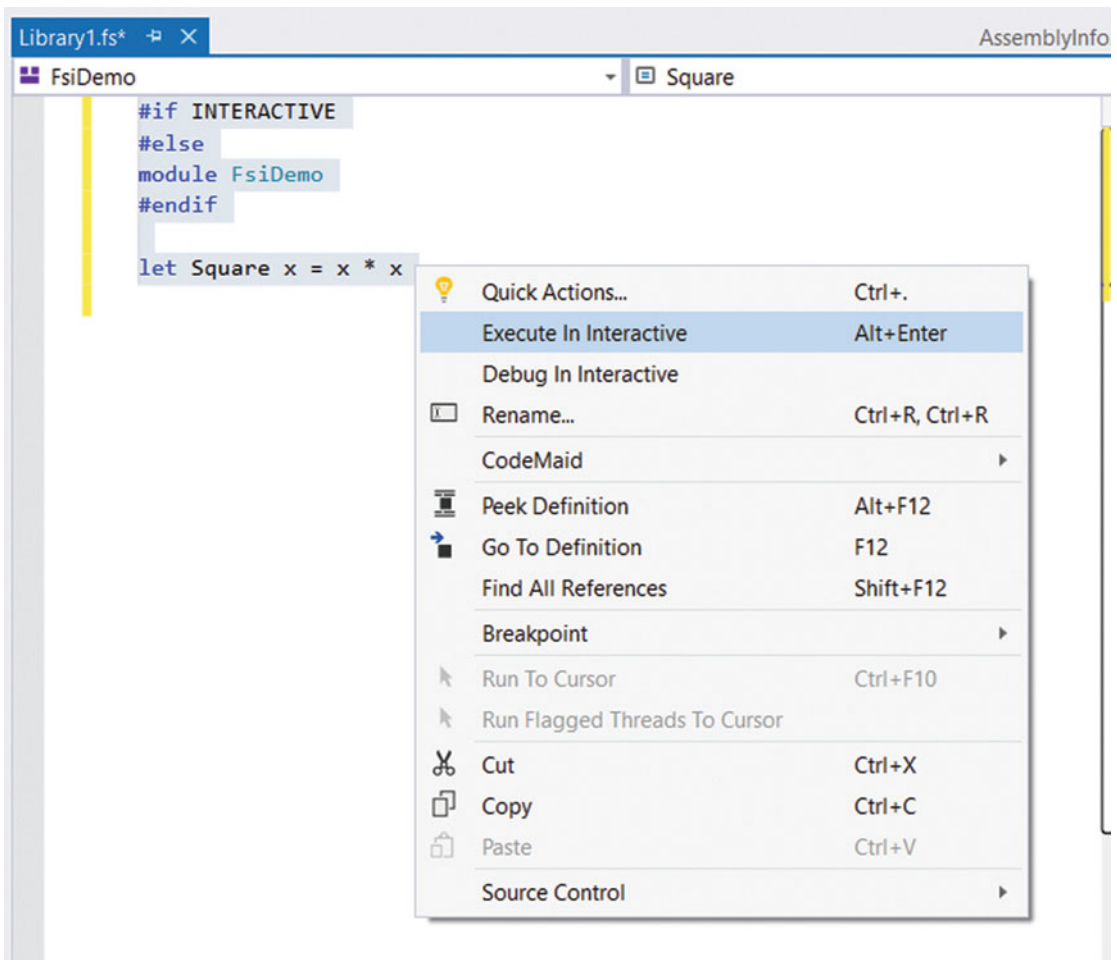 Library1.fs*
AssemblyInfo
FsiDemo
Square
#if INTERACTIVE
#else
module FsiDemo
#endif
let Square x = x * x
Quick Actions... Ctrl+.
Execute In Interactive Alt+Enter
Debug In Interactive
Rename... Ctrl+R, Ctrl+R
CodeMaid
Peek Definition Alt+F12
Go To Definition F12
Find All References Shift+F12
Breakpoint
Run To Cursor Ctrl+F10
Run Flagged Threads To Cursor
Cut Ctrl+X
Copy Ctrl+C
Paste Ctrl+V
Source Control